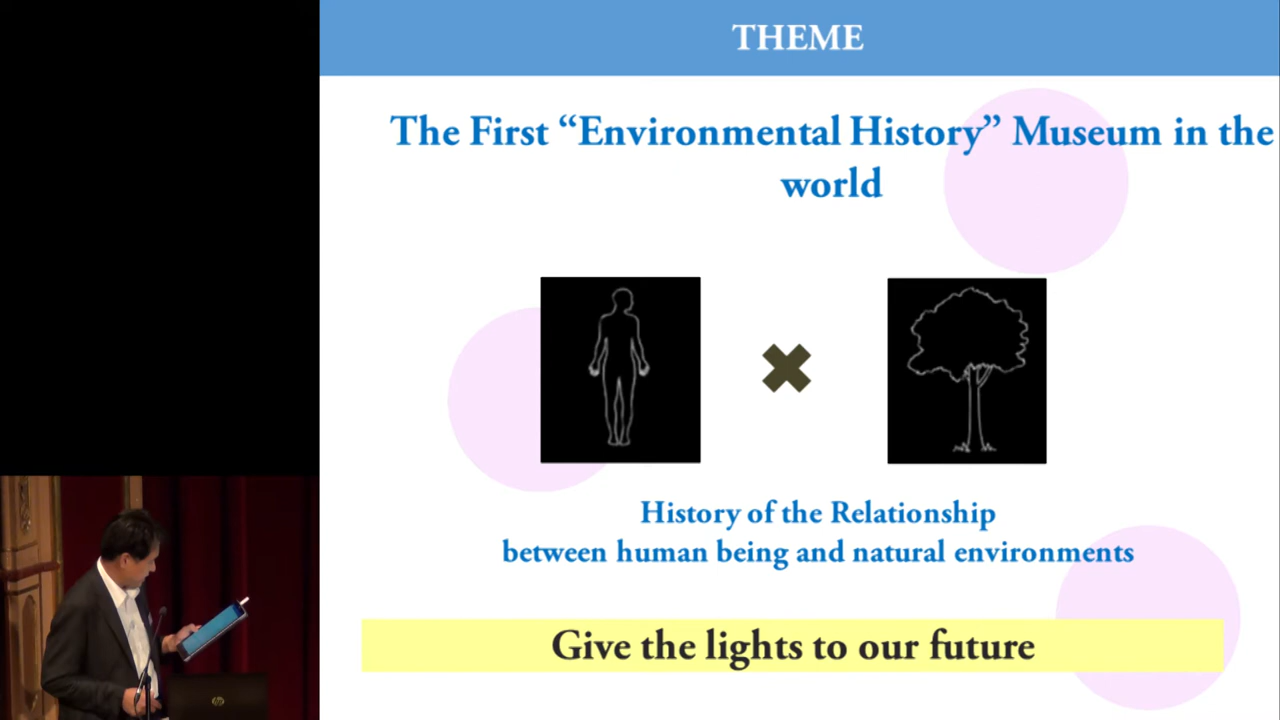 THEME
The First “Environmental History” Museum in the
world
History of the Relationship
between human being and natural environments
Give the lights to our future